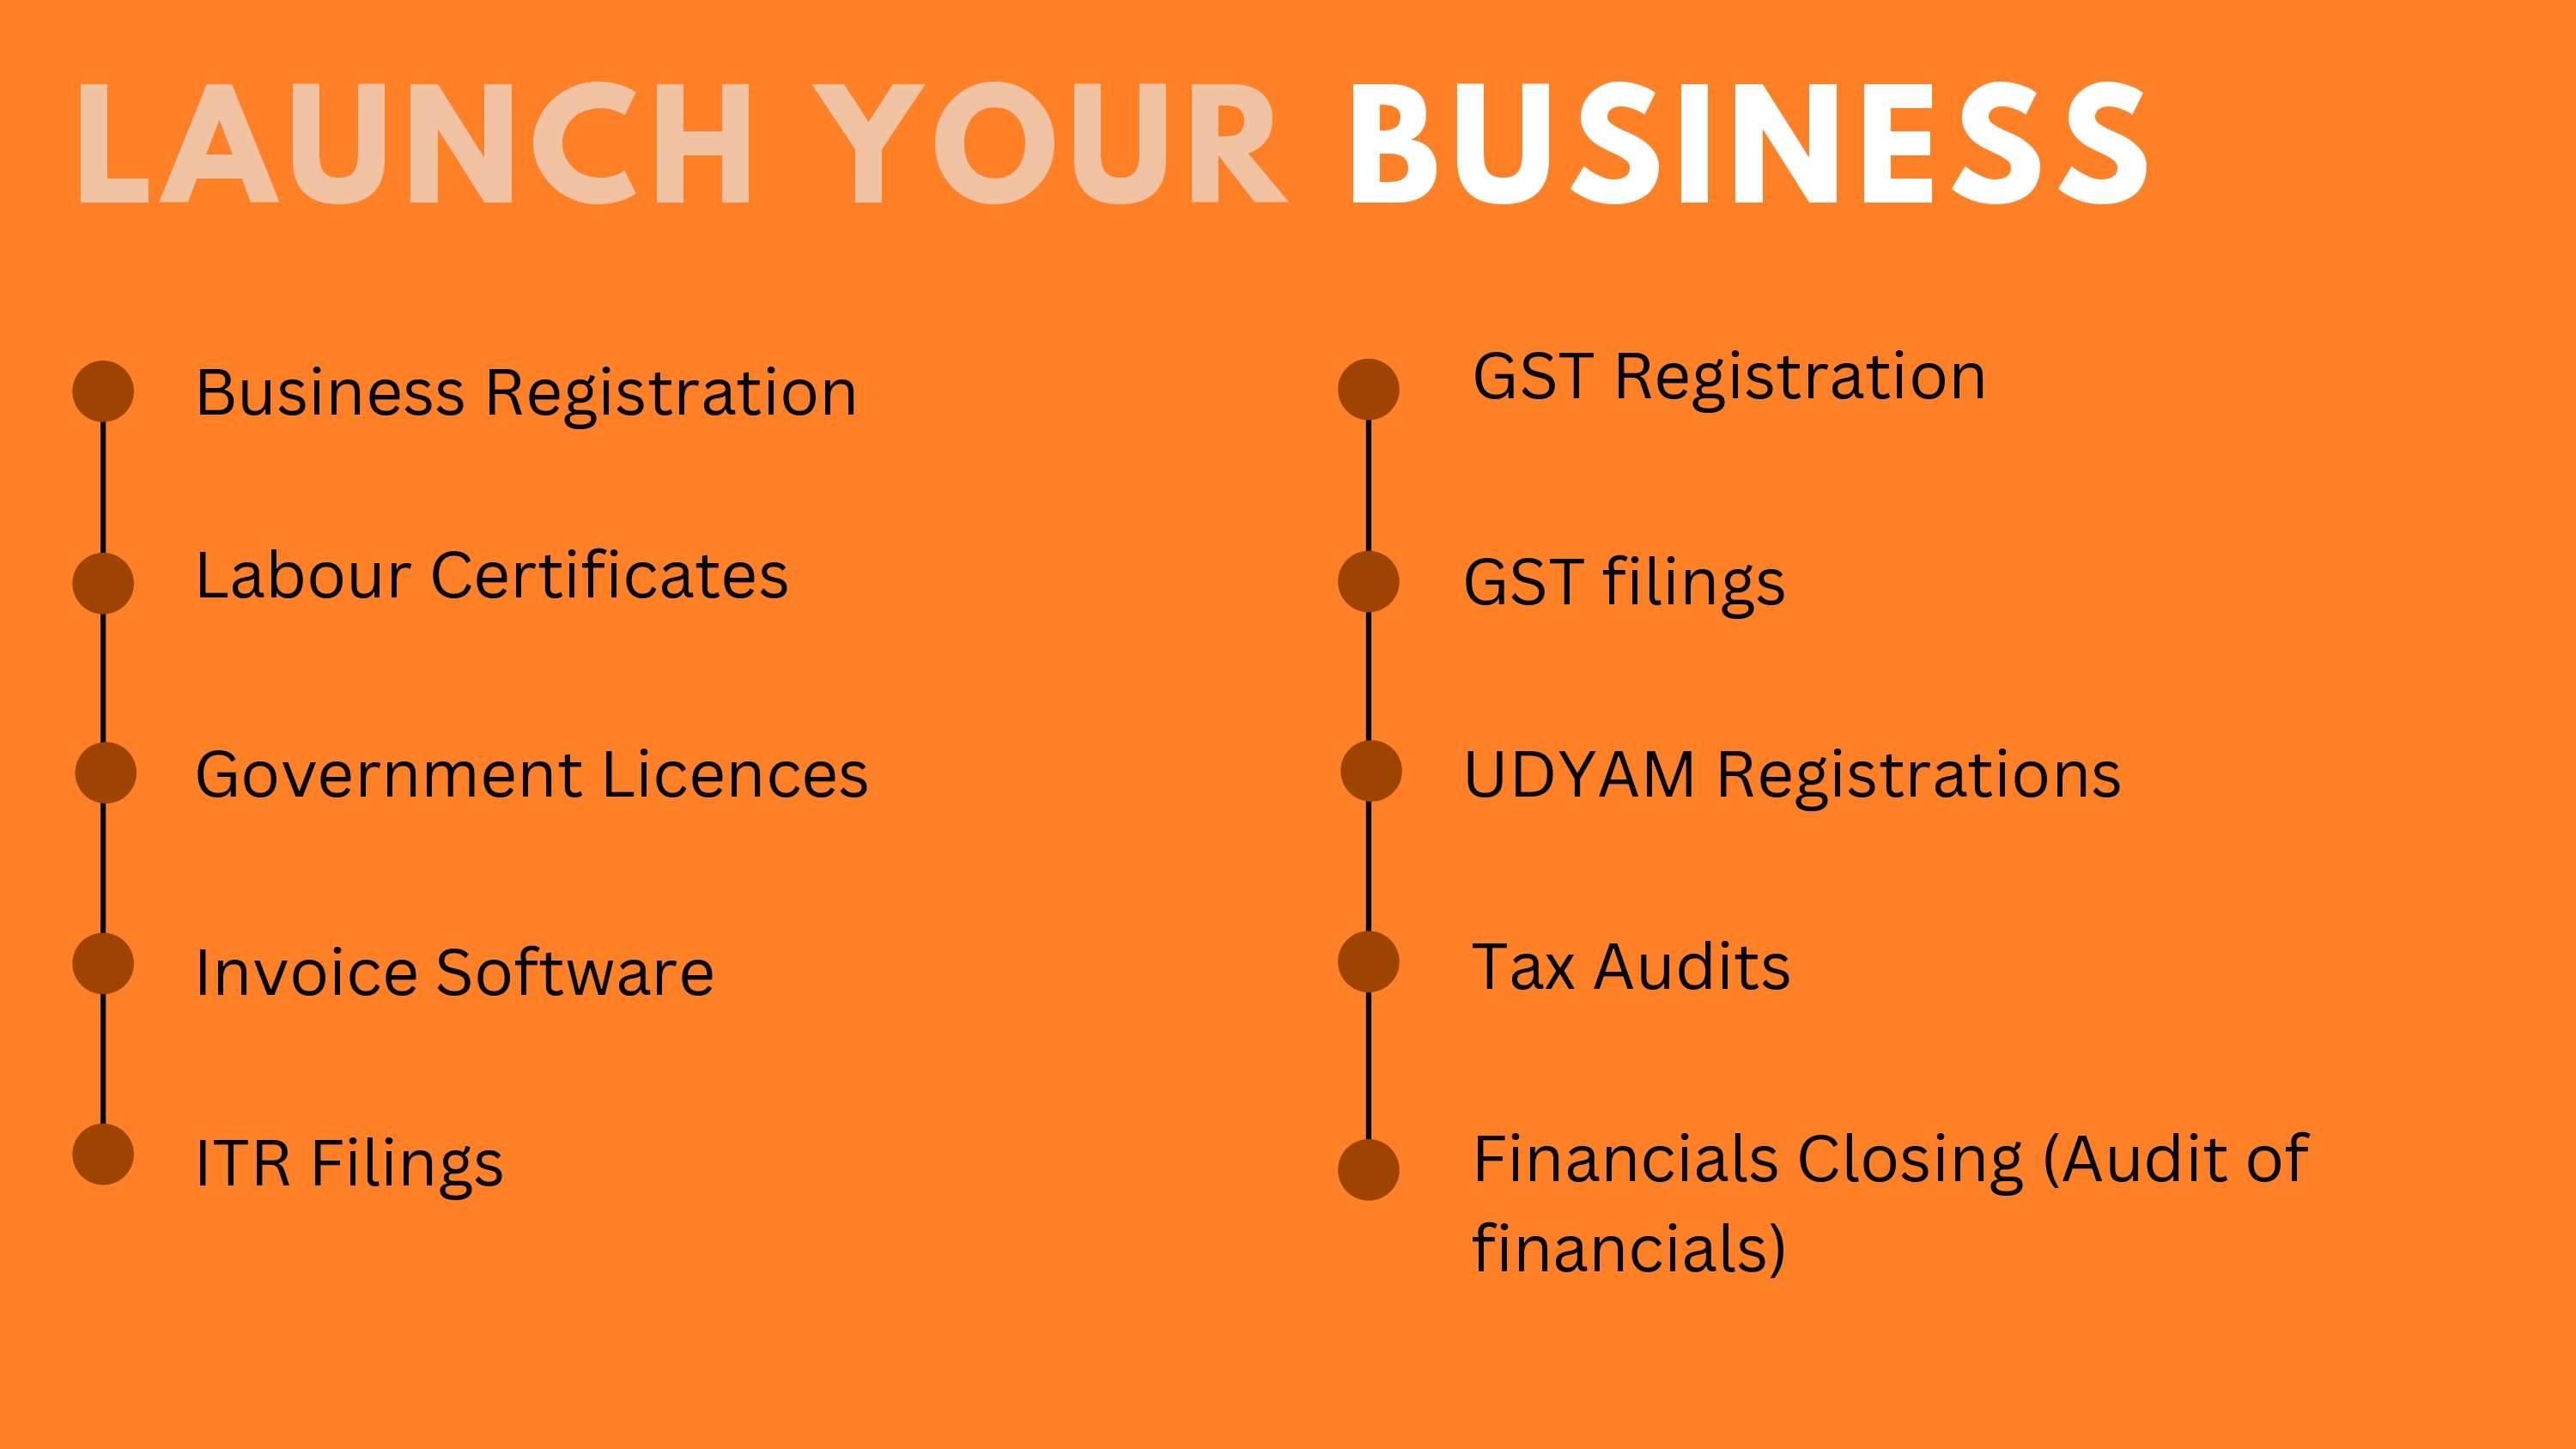 LAUNCH YOUR BUSINESS
Business Registration
Labour Certificates
Government Licences
Invoice Software
ITR Filings
GST Registration
GST filings
UDYAM Registrations
Tax Audits
Financials Closing (Audit of
financials)